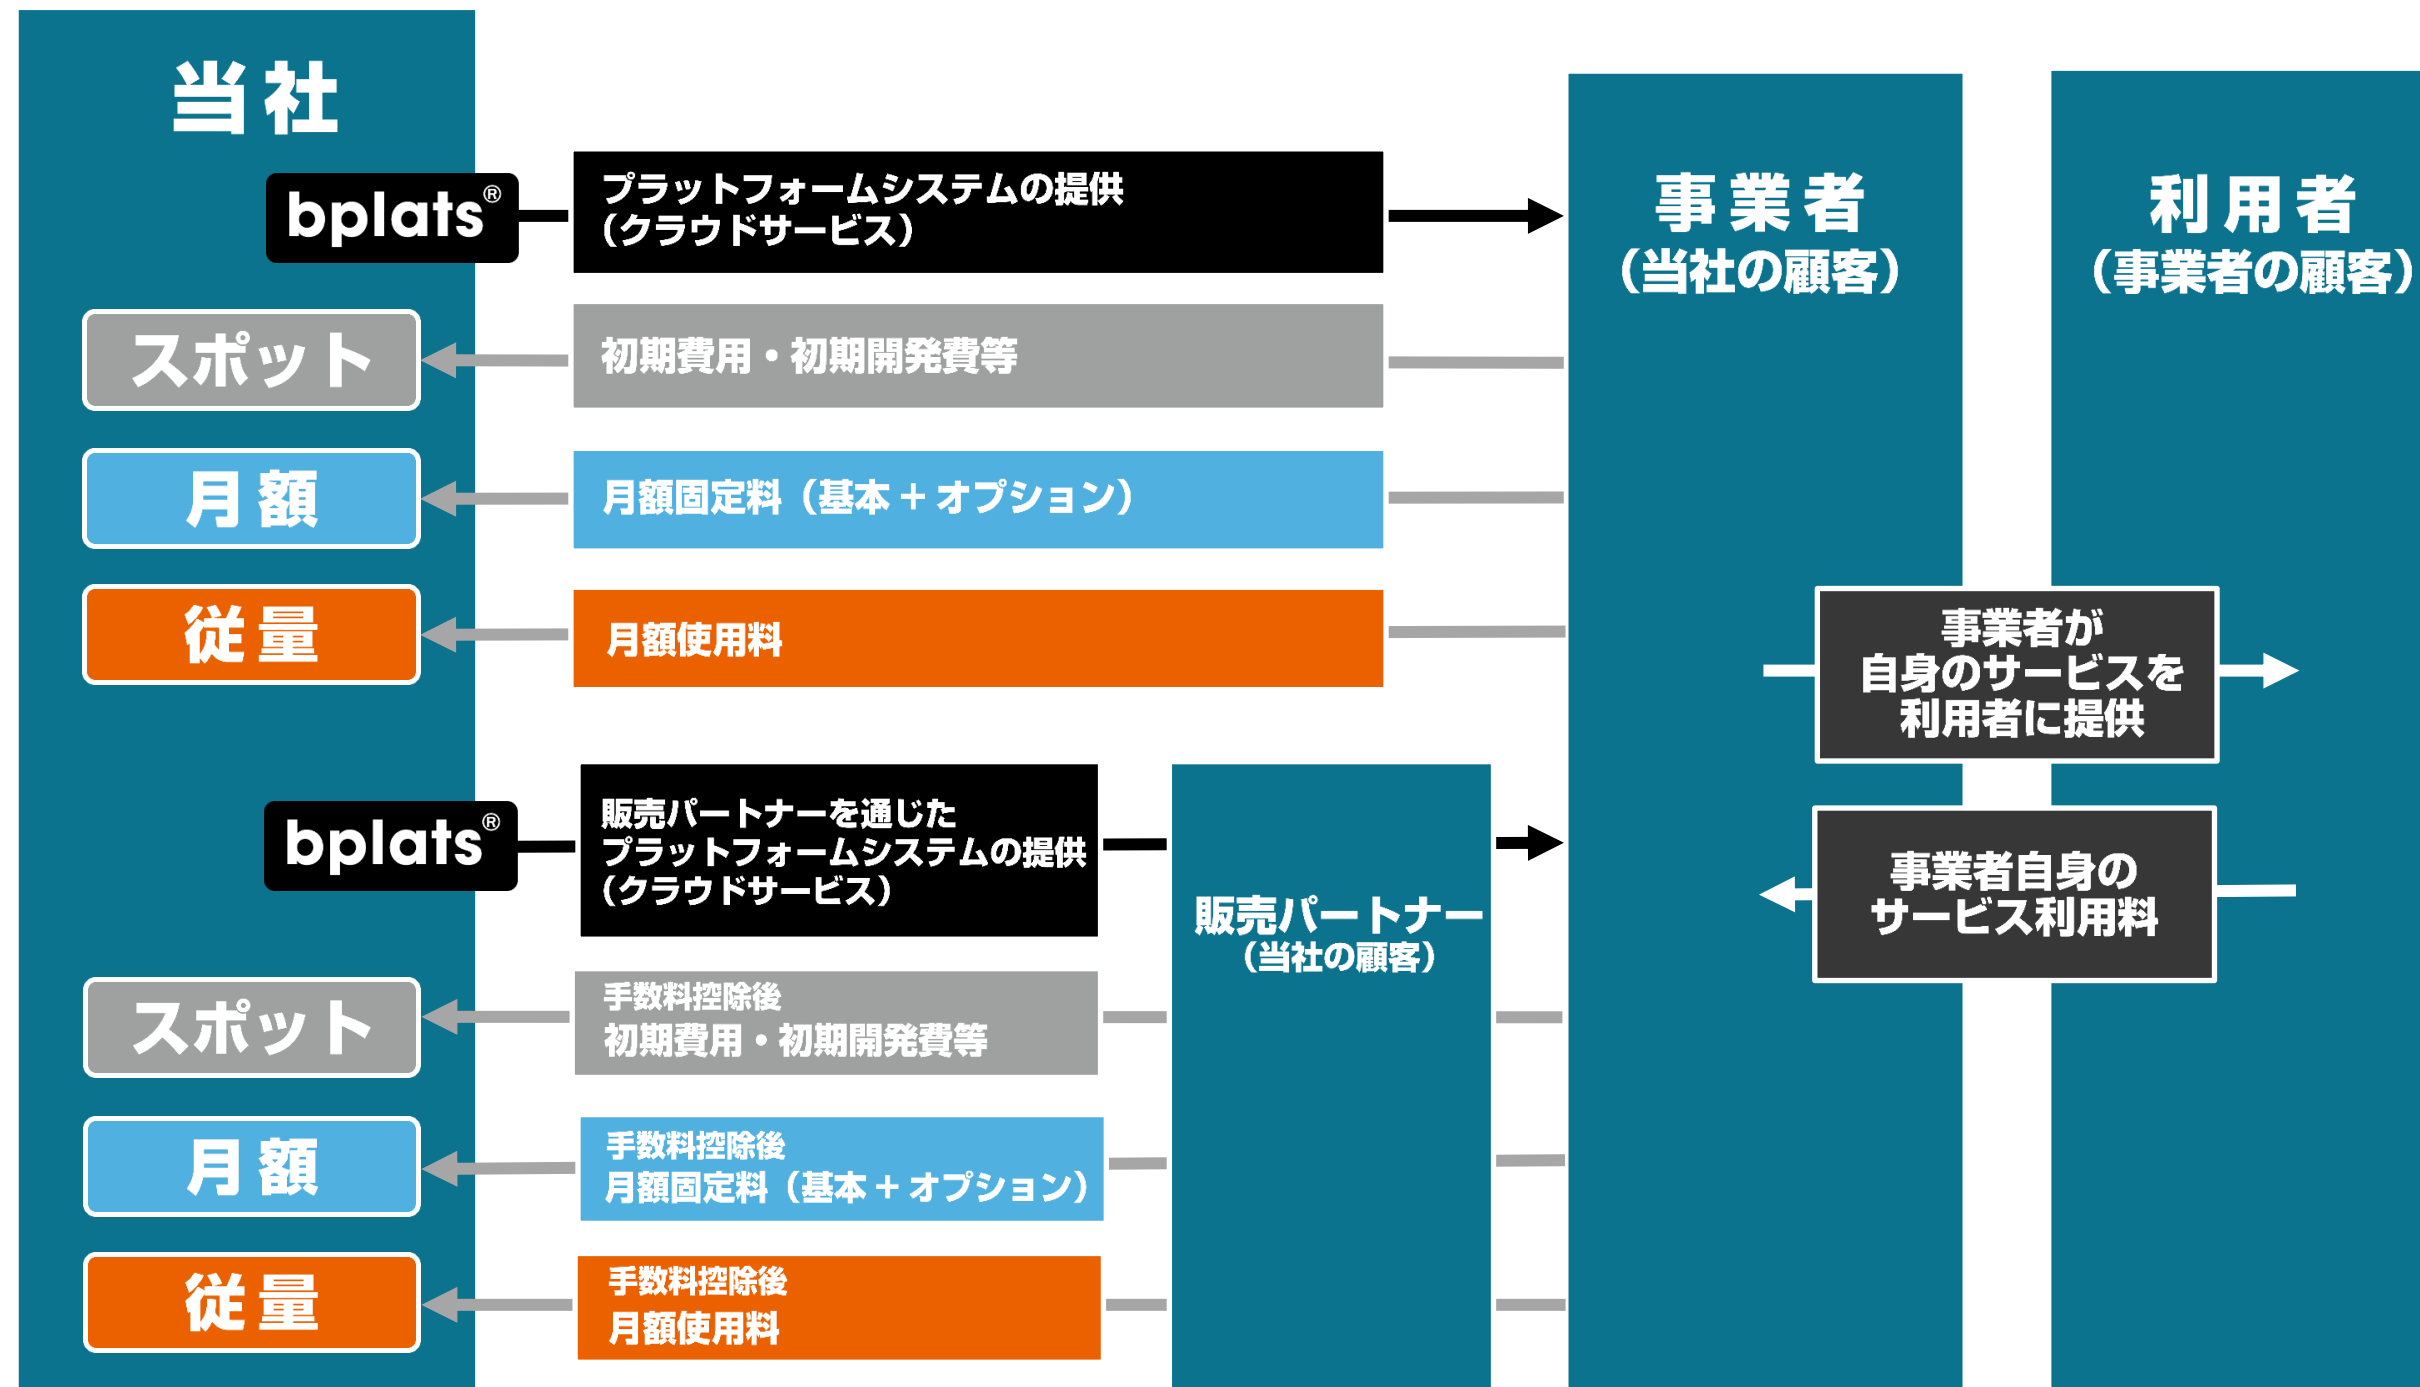 当社
bplats®
プラットフォームシステムの提供
（クラウドサービス）
事業者
（当社の顧客）
利用者
（事業者の顧客）
スポット
初期費用・初期開発費等
月額
月額固定料（基本＋オプション）
従量
月額使用料
事業者が
自身のサービスを
利用者に提供
bplats®
販売パートナーを通じた
プラットフォームシステムの提供
（クラウドサービス）
販売パートナー
（当社の顧客）
事業者自身の
サービス利用料
スポット
手数料控除後
初期費用・初期開発費等
月額
手数料控除後
月額固定料（基本＋オプション）
従量
手数料控除後
月額使用料